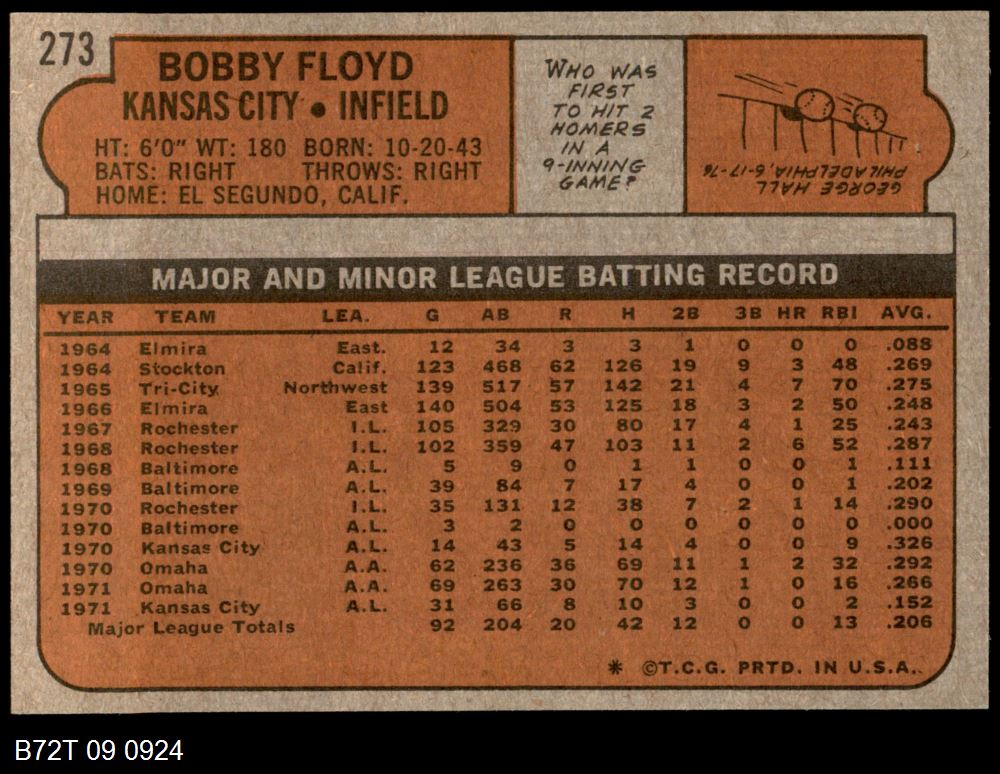 273
BOBBY FLOYD
KANSAS CITY • INFIELD
HT: 6'0" WT: 180 BORN: 10-20-43
BATS: RIGHT THROWS: RIGHT
HOME: EL SEGUNDO, CALIF.
WHO WAS
FIRST
TO HIT 2
HOMERS
IN A
9-INNING
GAME?
GEORGE HALL
PHILADELPHIA, 6-17-76
MAJOR AND MINOR LEAGUE BATTING RECORD
YEAR TEAM LEA. G AB R H 2B 3B HR RBI AVG.
1964 Elmira East. 12 34 3 3 1 0 0 0 .088
1964 Stockton Calif. 123 468 62 126 19 9 3 48 .269
1965 Tri-City Northwest 139 517 57 142 21 4 7 70 .275
1966 Elmira East 140 504 53 125 18 3 2 50 .248
1967 Rochester I.L. 105 329 30 80 17 4 1 25 .243
1968 Rochester I.L. 102 359 47 103 11 2 6 52 .287
1968 Baltimore A.L. 5 9 0 1 1 0 0 1 .111
1969 Baltimore A.L. 39 84 7 17 4 0 0 1 .202
1970 Rochester I.L. 35 131 12 38 7 2 1 14 .290
1970 Baltimore A.L. 3 2 0 0 0 0 0 0 .000
1970 Kansas City A.L. 14 43 5 14 4 0 0 9 .326
1970 Omaha A.A. 62 236 36 69 11 1 2 32 .292
1971 Omaha A.A. 69 263 30 70 12 1 0 16 .266
1971 Kansas City A.L. 31 66 8 10 3 0 0 2 .152
Major League Totals 92 204 20 42 12 0 0 13 .206
* ©T.C.G. PRTD. IN U.S.A.
B72T 09 0924